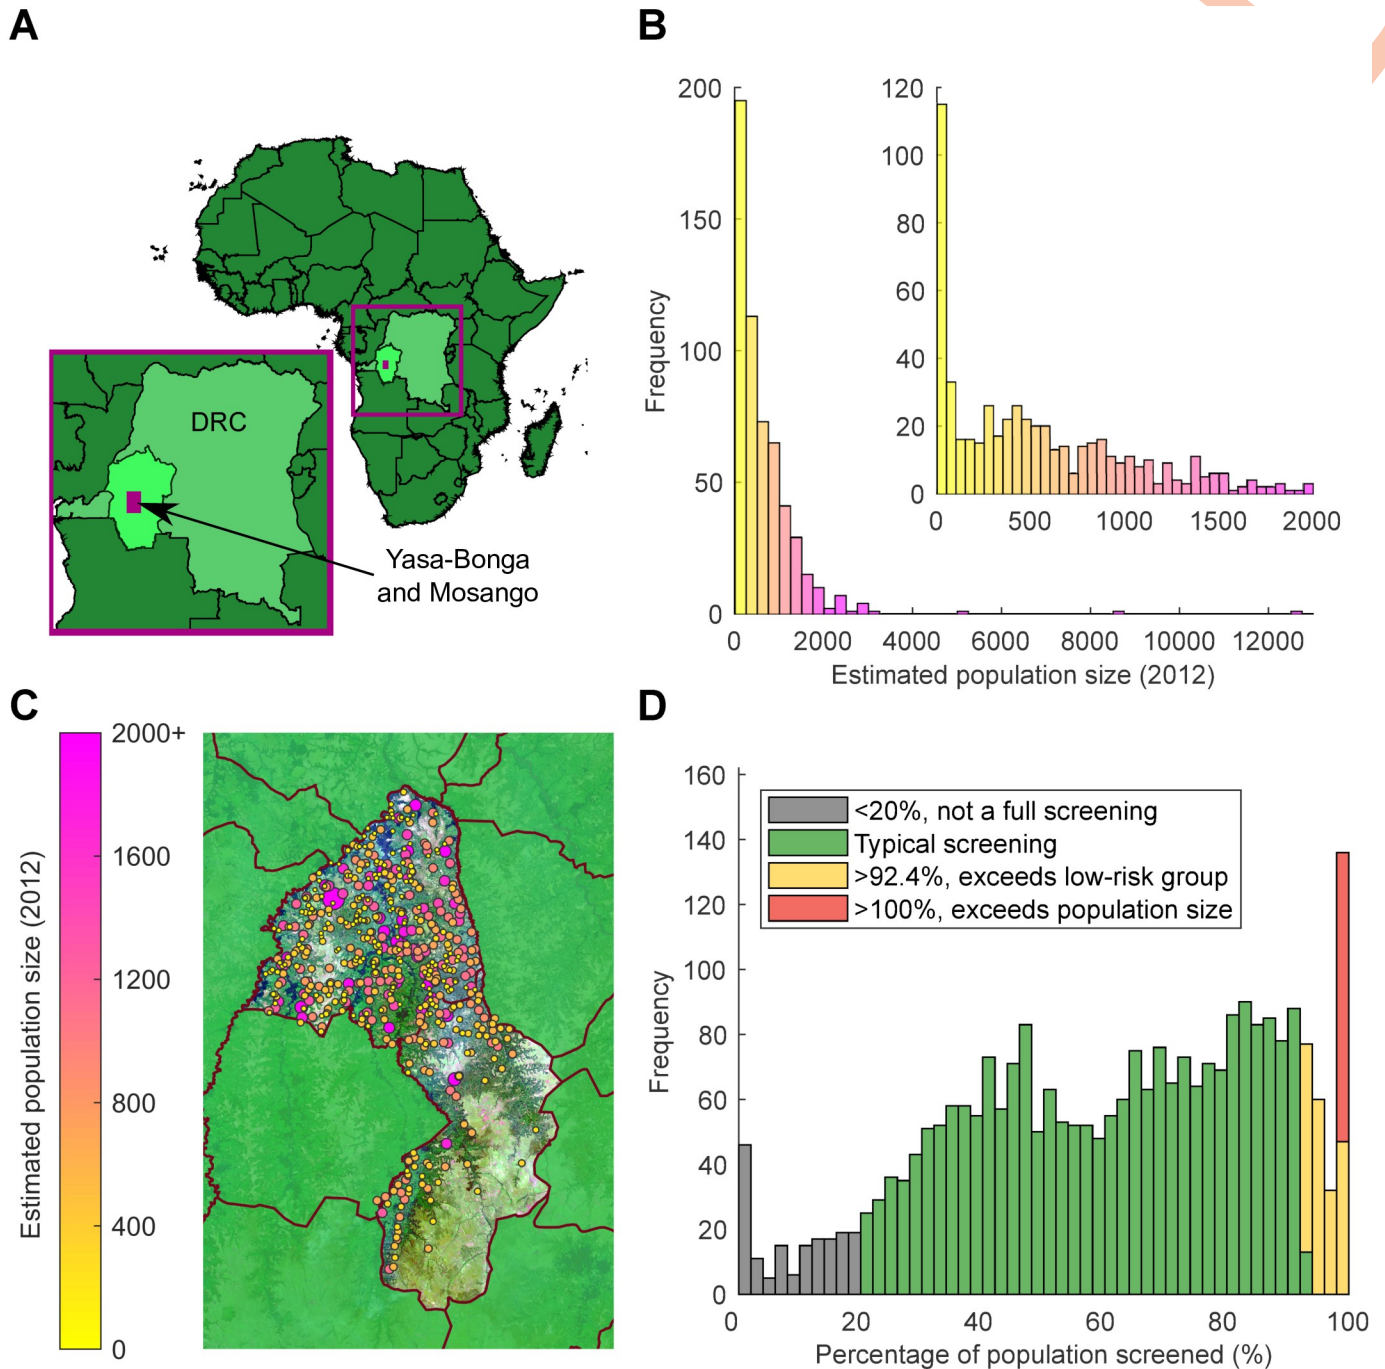 A
DRC
Yasa-Bonga
and Mosango
B
200
150
100
50
0
Frequency
0 2000 4000 6000 8000 10000 12000
Estimated population size (2012)
120
100
80
60
40
20
0
0 500 1000 1500 2000
C
2000+
1600
1200
800
400
0
Estimated population size (2012)
D
160
140
120
100
80
60
40
20
0
Frequency
<20%, not a full screening
Typical screening
>92.4%, exceeds low-risk group
>100%, exceeds population size
0 20 40 60 80 100
Percentage of population screened (%)